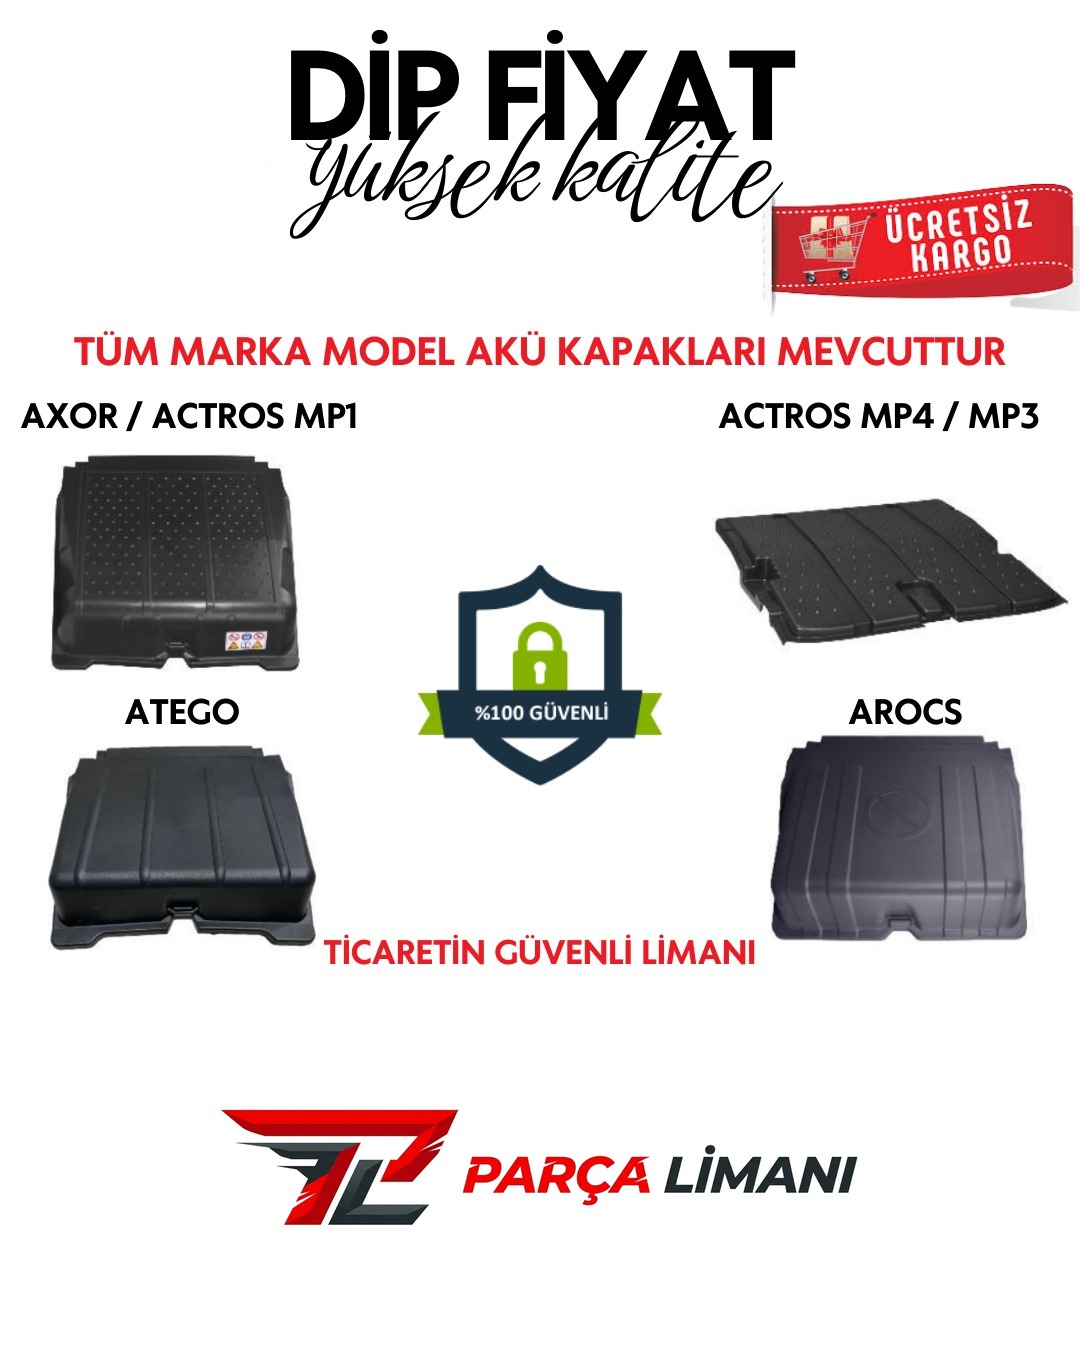 DİP FİYAT
yüksek kalite
ÜCRETSİZ
KARGO
TÜM MARKA MODEL AKÜ KAPAKLARI MEVCUTTUR
AXOR / ACTROS MP1
ACTROS MP4 / MP3
ATEGO
%100 GÜVENLİ
AROCS
TİCARETİN GÜVENLİ LİMANI
PARÇA LİMANI